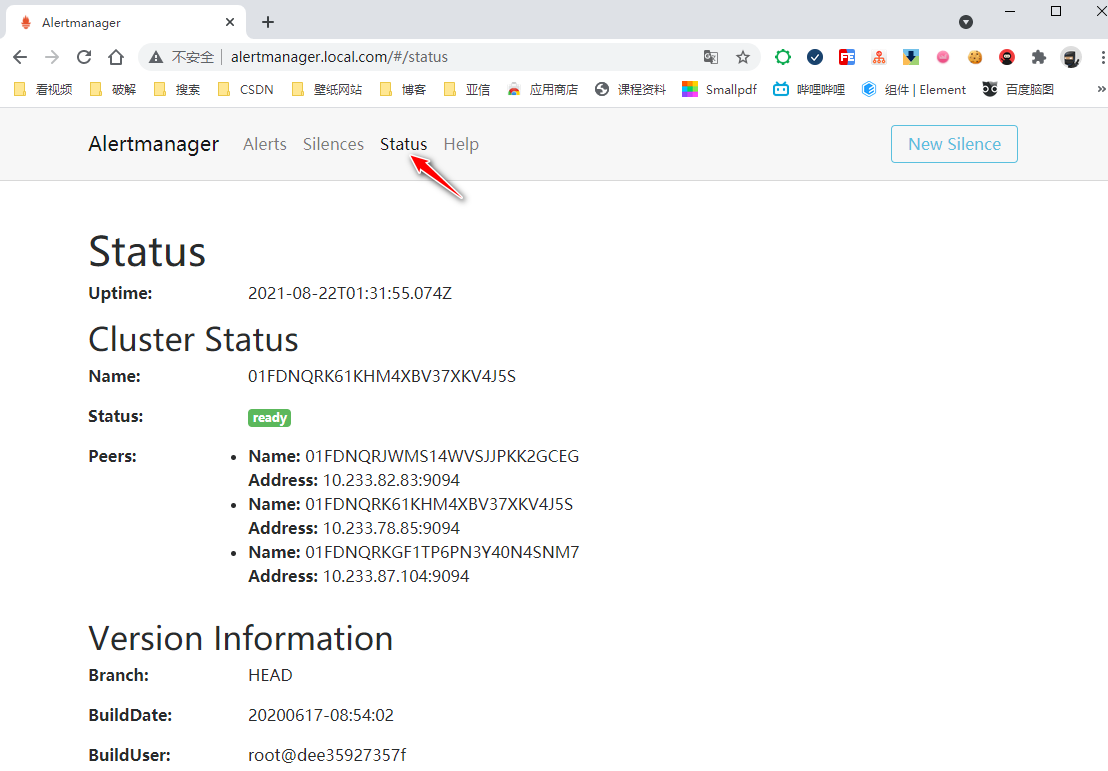 Alertmanager
不安全 alertmanager.local.com/#/status
看视频 破解 搜索 CSDN 壁纸网站 博客 亚信 应用商店 课程资料 Smallpdf 哔哩哔哩 组件 | Element 百度脑图 »
Alertmanager Alerts Silences Status Help New Silence
Status
Uptime: 2021-08-22T01:31:55.074Z
Cluster Status
Name: 01FDNQRK61KHM4XBV37XKV4J5S
Status: ready
Peers: • Name: 01FDNQRJWMS14WVSJJPKK2GCEG
Address: 10.233.82.83:9094
• Name: 01FDNQRK61KHM4XBV37XKV4J5S
Address: 10.233.78.85:9094
• Name: 01FDNQRKGF1TP6PN3Y40N4SNM7
Address: 10.233.87.104:9094
Version Information
Branch: HEAD
BuildDate: 20200617-08:54:02
BuildUser: root@dee35927357f